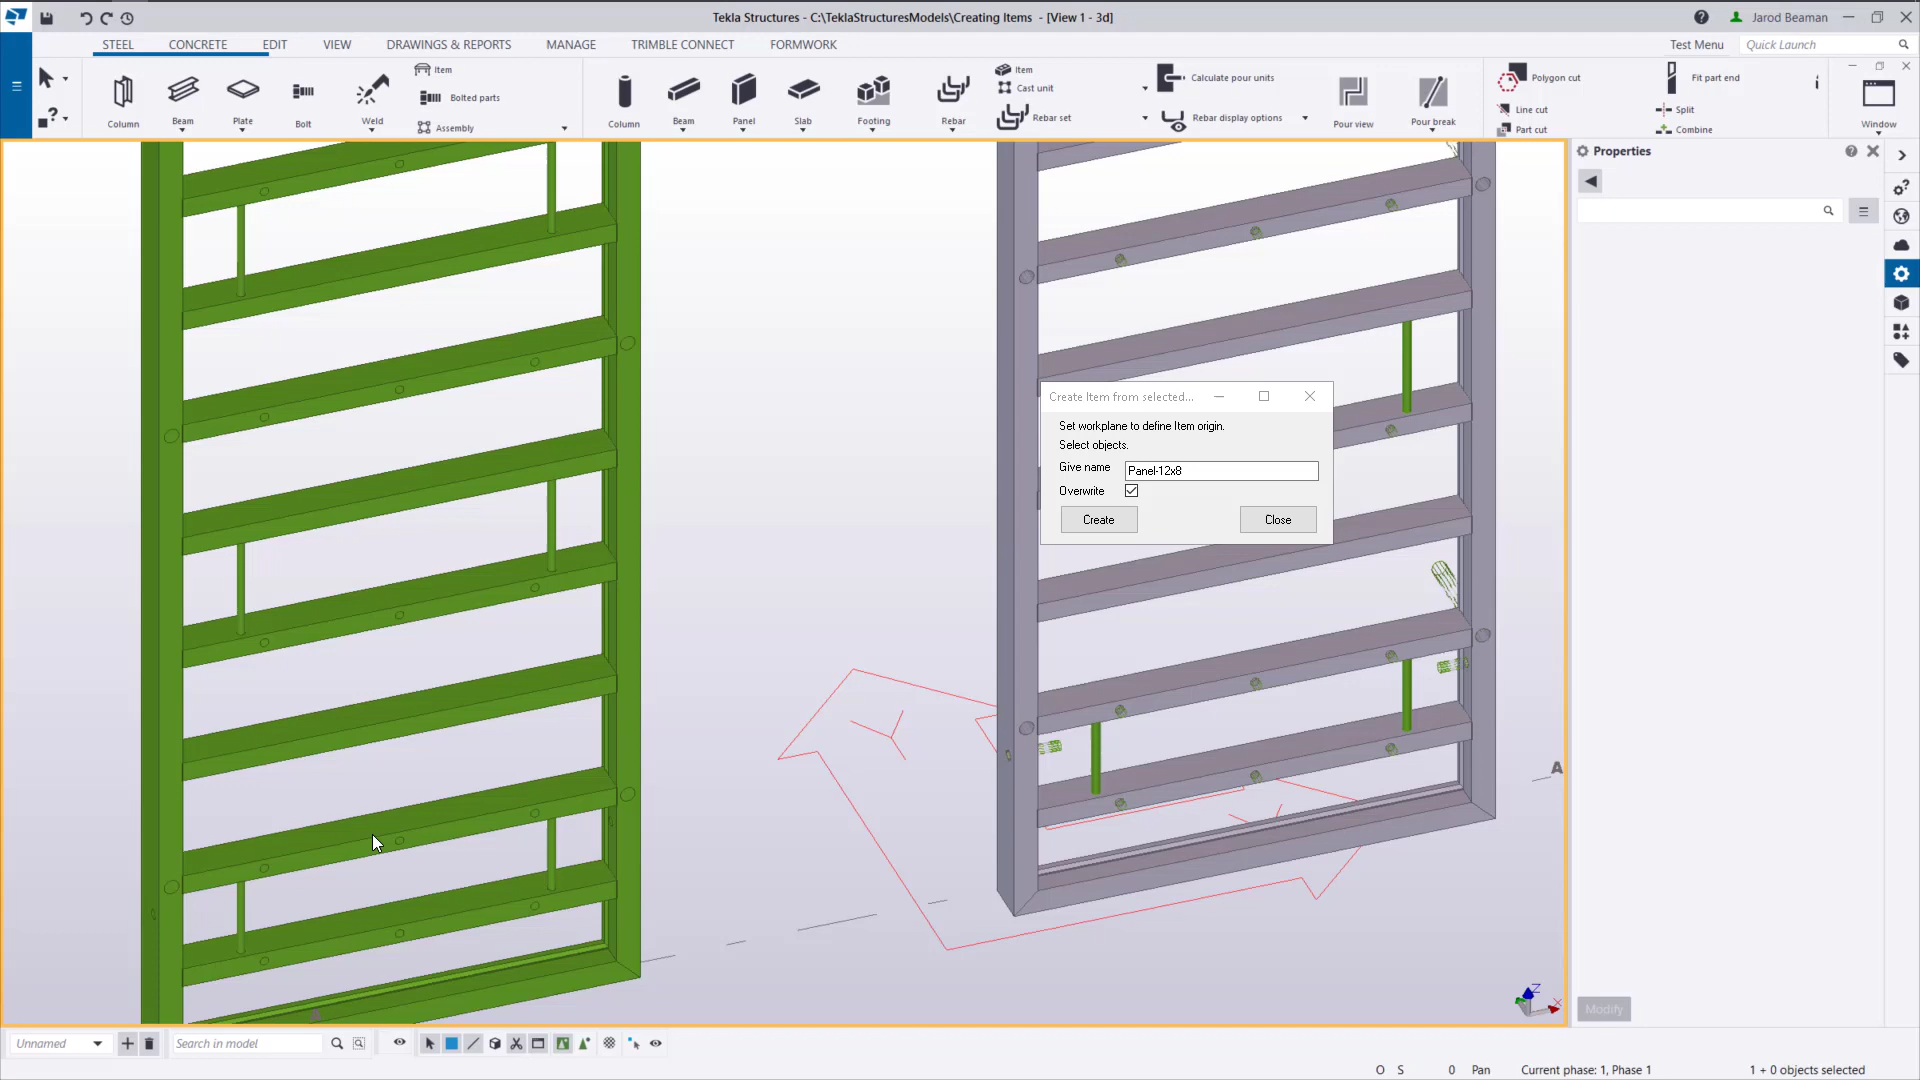 Tekla Structures - C:\TeklaStructuresModels\Creating Items - [View 1 - 3d]
Jarod Beaman
STEEL CONCRETE EDIT VIEW DRAWINGS & REPORTS MANAGE TRIMBLE CONNECT FORMWORK
Test Menu Quick Launch
Item
Bolted parts
Assembly
Column Beam Plate Bolt Weld
Column Beam Panel Slab Footing Rebar
Item
Cast unit
Rebar set
Calculate pour units
Rebar display options
Pour view Pour break
Polygon cut
Line cut
Part cut
Fit part end
Split
Combine
Window
Properties
Create Item from selected...
Set workplane to define Item origin.
Select objects.
Give name Panel-12x8
Overwrite
Create Close
A
Z
X
Modify
Unnamed Search in model
O S 0 Pan Current phase: 1, Phase 1 1 + 0 objects selected